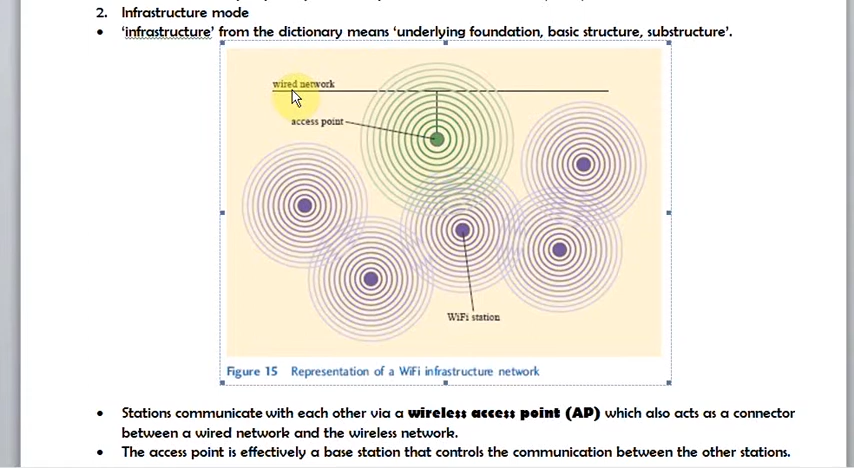 2. Infrastructure mode
• 'infrastructure' from the dictionary means 'underlying foundation, basic structure, substructure'.
wired network
access point
WiFi station
Figure 15 Representation of a WiFi infrastructure network
• Stations communicate with each other via a wireless access point (AP) which also acts as a connector
between a wired network and the wireless network.
• The access point is effectively a base station that controls the communication between the other stations.